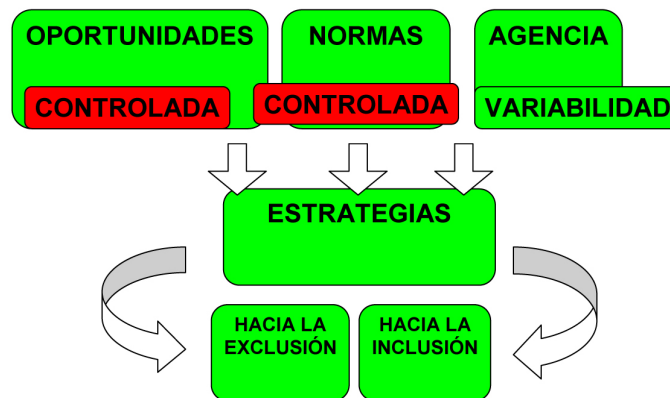 OPORTUNIDADES
NORMAS
AGENCIA
CONTROLADA
CONTROLADA
VARIABILIDAD
ESTRATEGIAS
HACIA LA
EXCLUSIÓN
HACIA LA
INCLUSIÓN